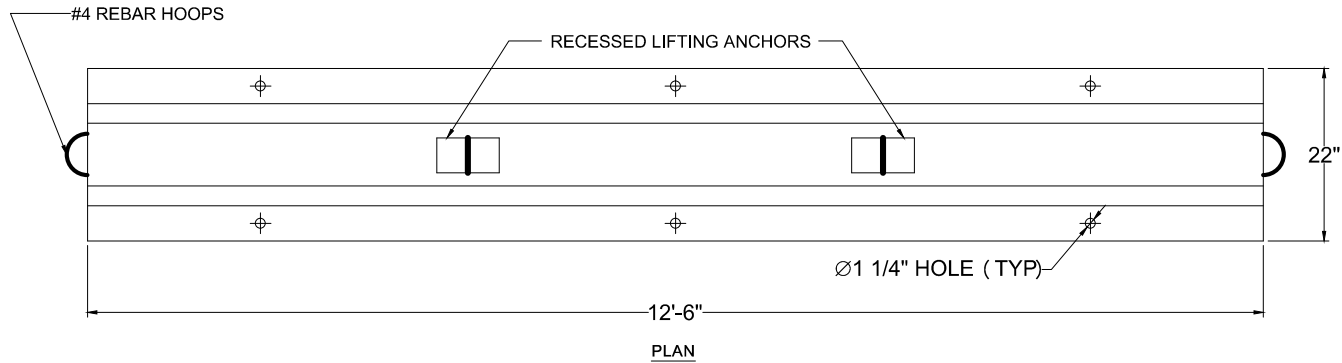 #4 REBAR HOOPS
RECESSED LIFTING ANCHORS
22"
Ø1 1/4" HOLE ( TYP)
12'-6"
PLAN